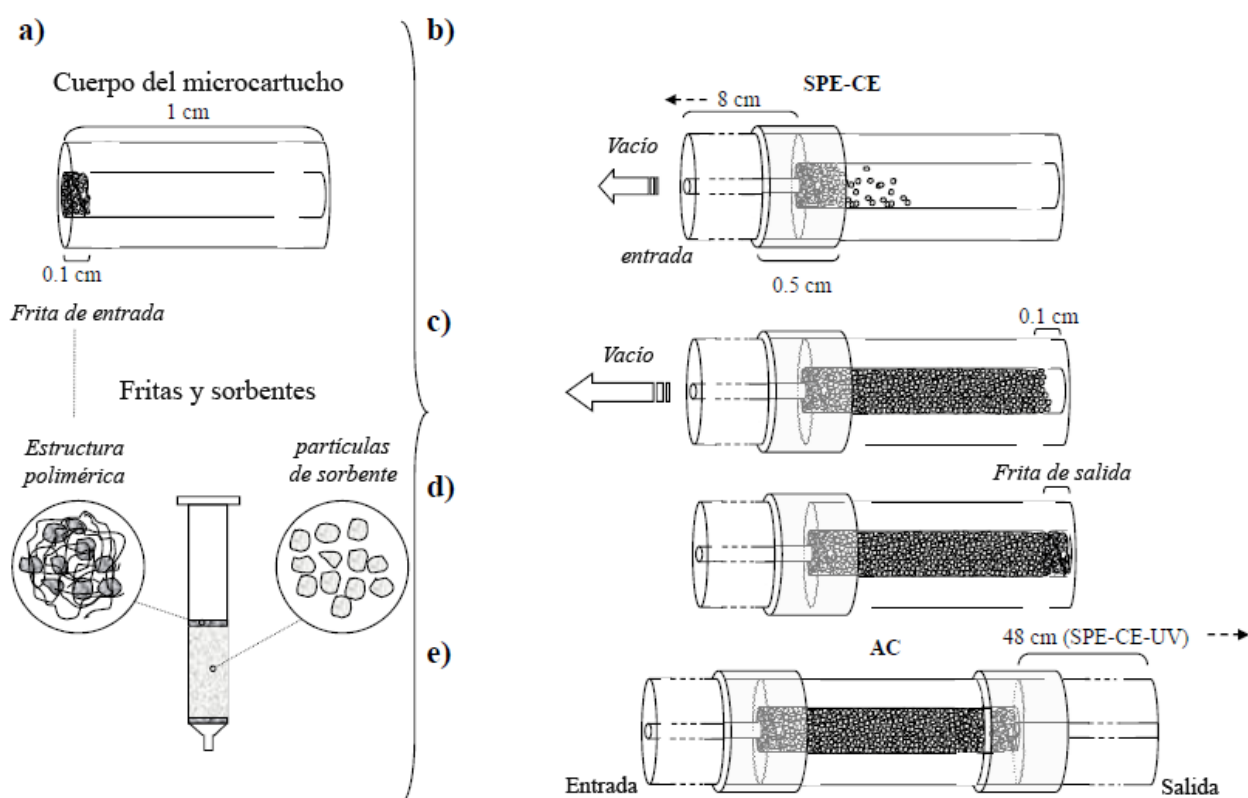 a)
Cuerpo del microcartucho
1 cm
0.1 cm
Frita de entrada
Fritas y sorbentes
Estructura
polimérica
partículas
de sorbente
b)
SPE-CE
8 cm
Vacío
entrada
0.5 cm
c)
0.1 cm
Vacío
d)
Frita de salida
e)
AC
48 cm (SPE-CE-UV)
Entrada
Salida